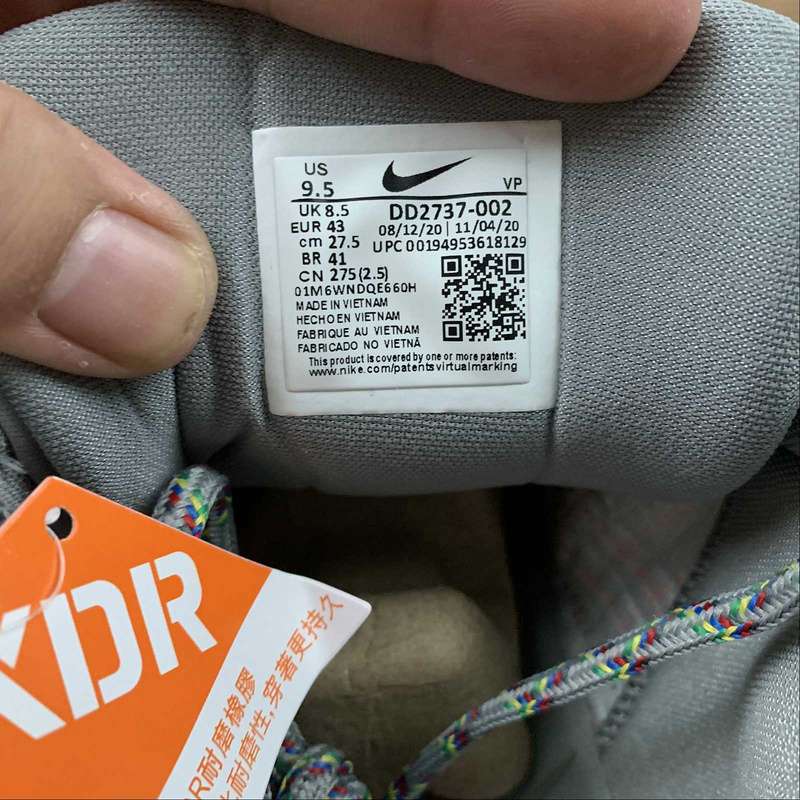 US
9.5
VP
UK 8.5
DD2737-002
EUR 43
08/12/20 | 11/04/20
cm 27.5
UPC 00194953618129
BR 41
CN 275(2.5)
01M6WNDQE660H
MADE IN VIETNAM
HECHO EN VIETNAM
FABRIQUE AU VIETNAM
FABRICADO NO VIETNÃ
This product is covered by one or more patents:
www.nike.com/patentsvirtualmarking
XDR
耐磨橡膠
耐磨性,穿著更持久